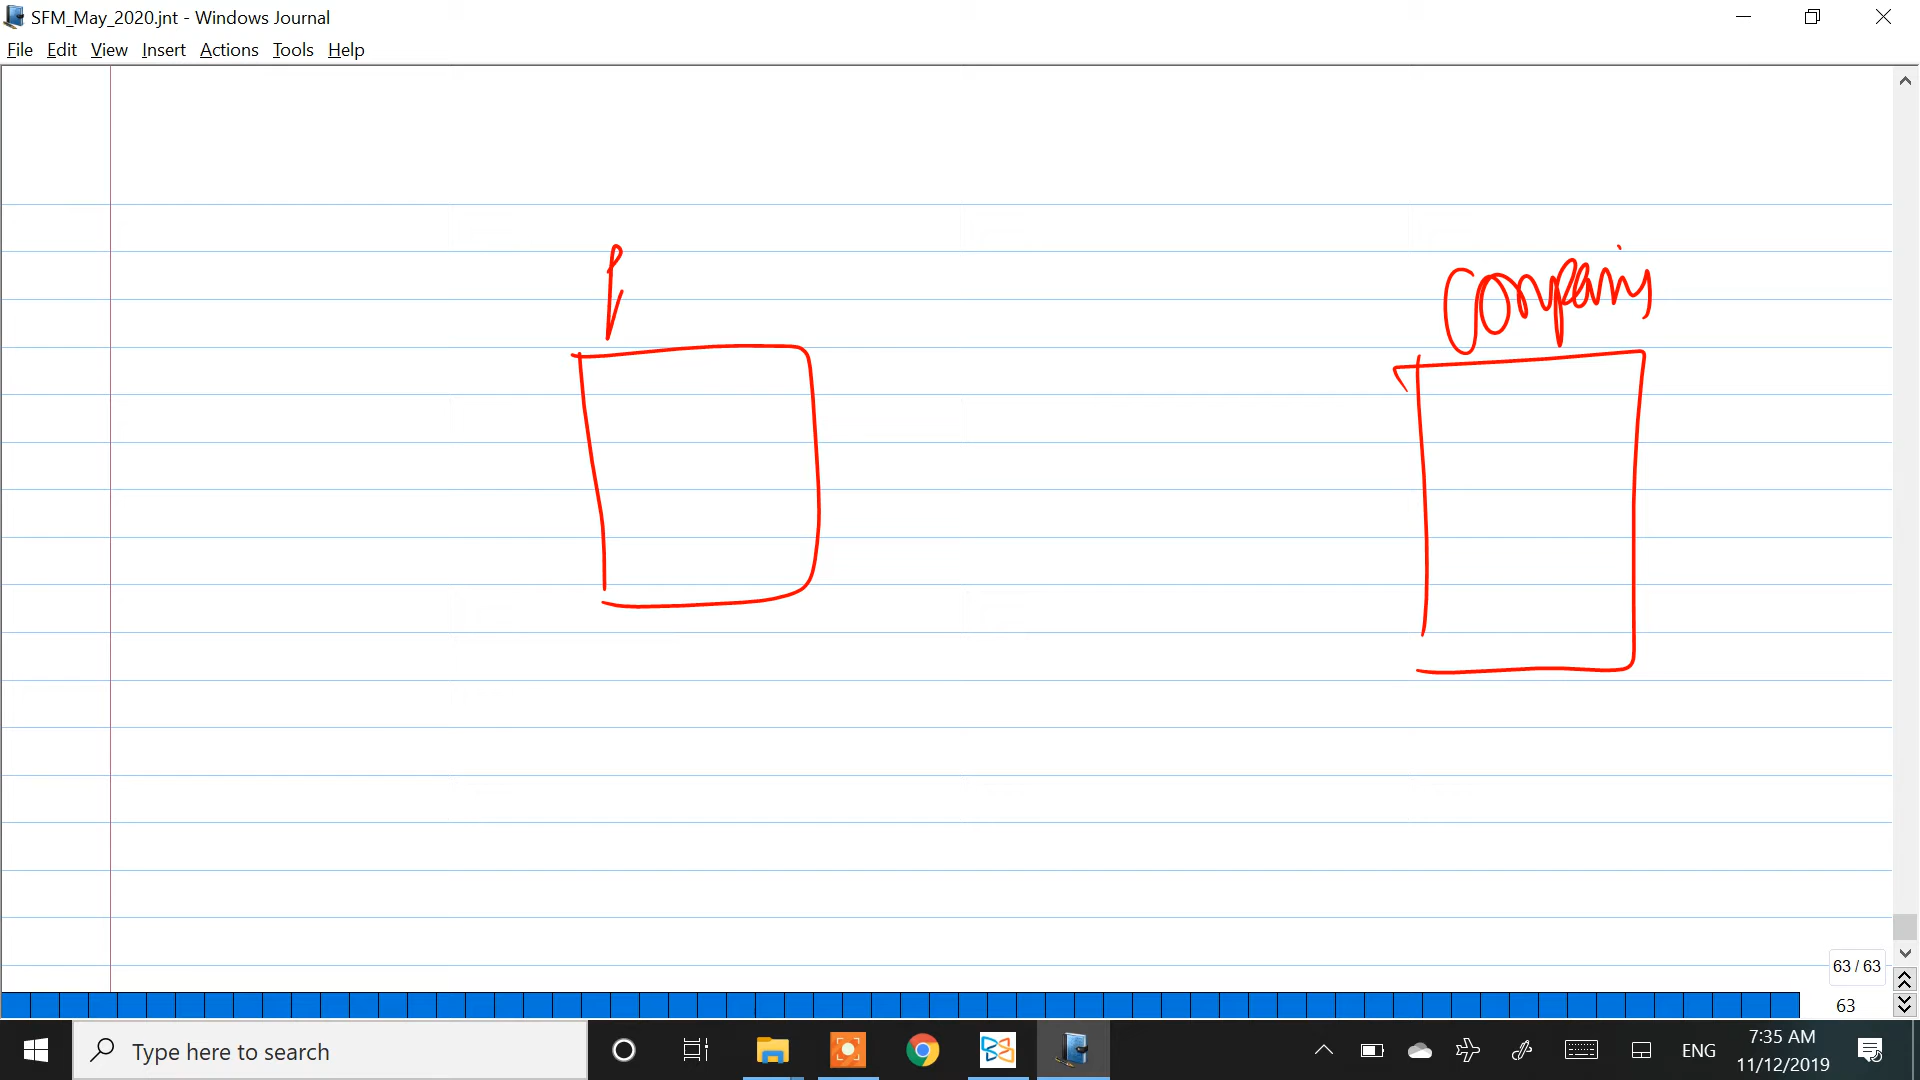 SFM_May_2020.jnt - Windows Journal
File Edit View Insert Actions Tools Help
Company
63 / 63
63
Type here to search
ENG
7:35 AM
11/12/2019